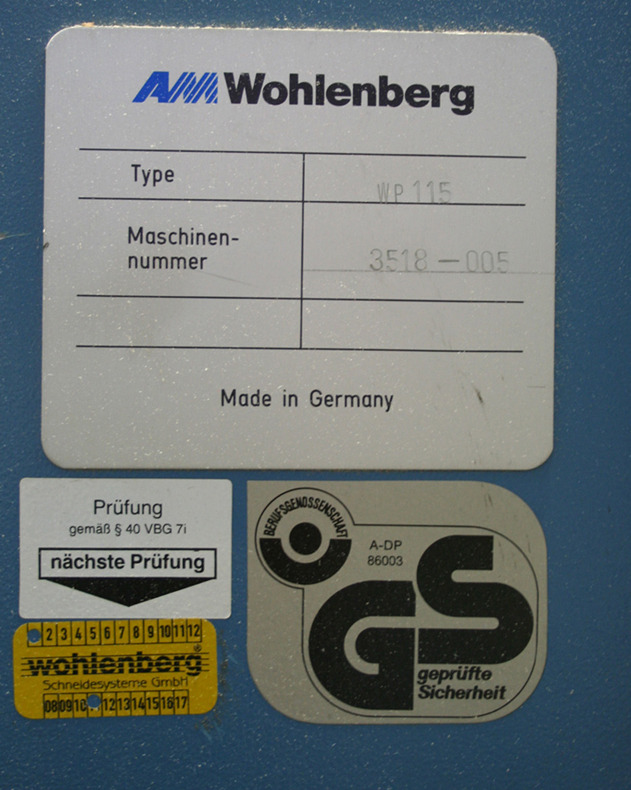 Wohlenberg
Type WP 115
Maschinen-
nummer 3518-005
Made in Germany
Prüfung
gemäß § 40 VBG 7i
nächste Prüfung
2 3 4 5 6 7 8 9 10 11 12
wohlenberg®
Schneidesysteme GmbH
08 09 10 12 13 14 15 16 17
BERUFSGENOSSENSCHAFT
A-DP
86003
GS
geprüfte
Sicherheit